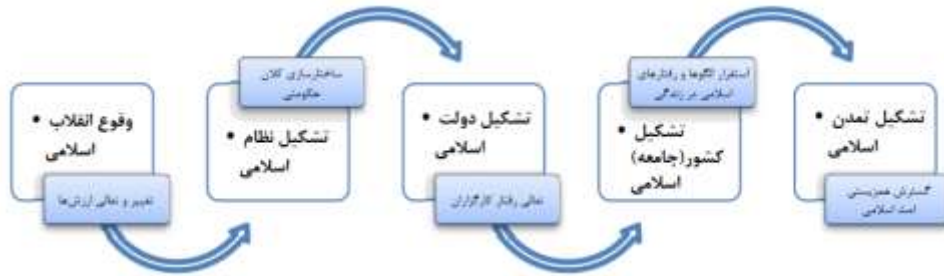 وقوع انقلاب
اسلامی
تغییر و تعالی ارزش‌ها
ساختارسازی کلان
حکومتی
تشکیل نظام
اسلامی
تشکیل دولت
اسلامی
تعالی رفتار کارگزاران
استقرار الگوها و رفتارهای
اسلامی در زندگی
تشکیل
کشور(جامعه)
اسلامی
تشکیل تمدن
اسلامی
گسترش همزیستی
امت اسلامی